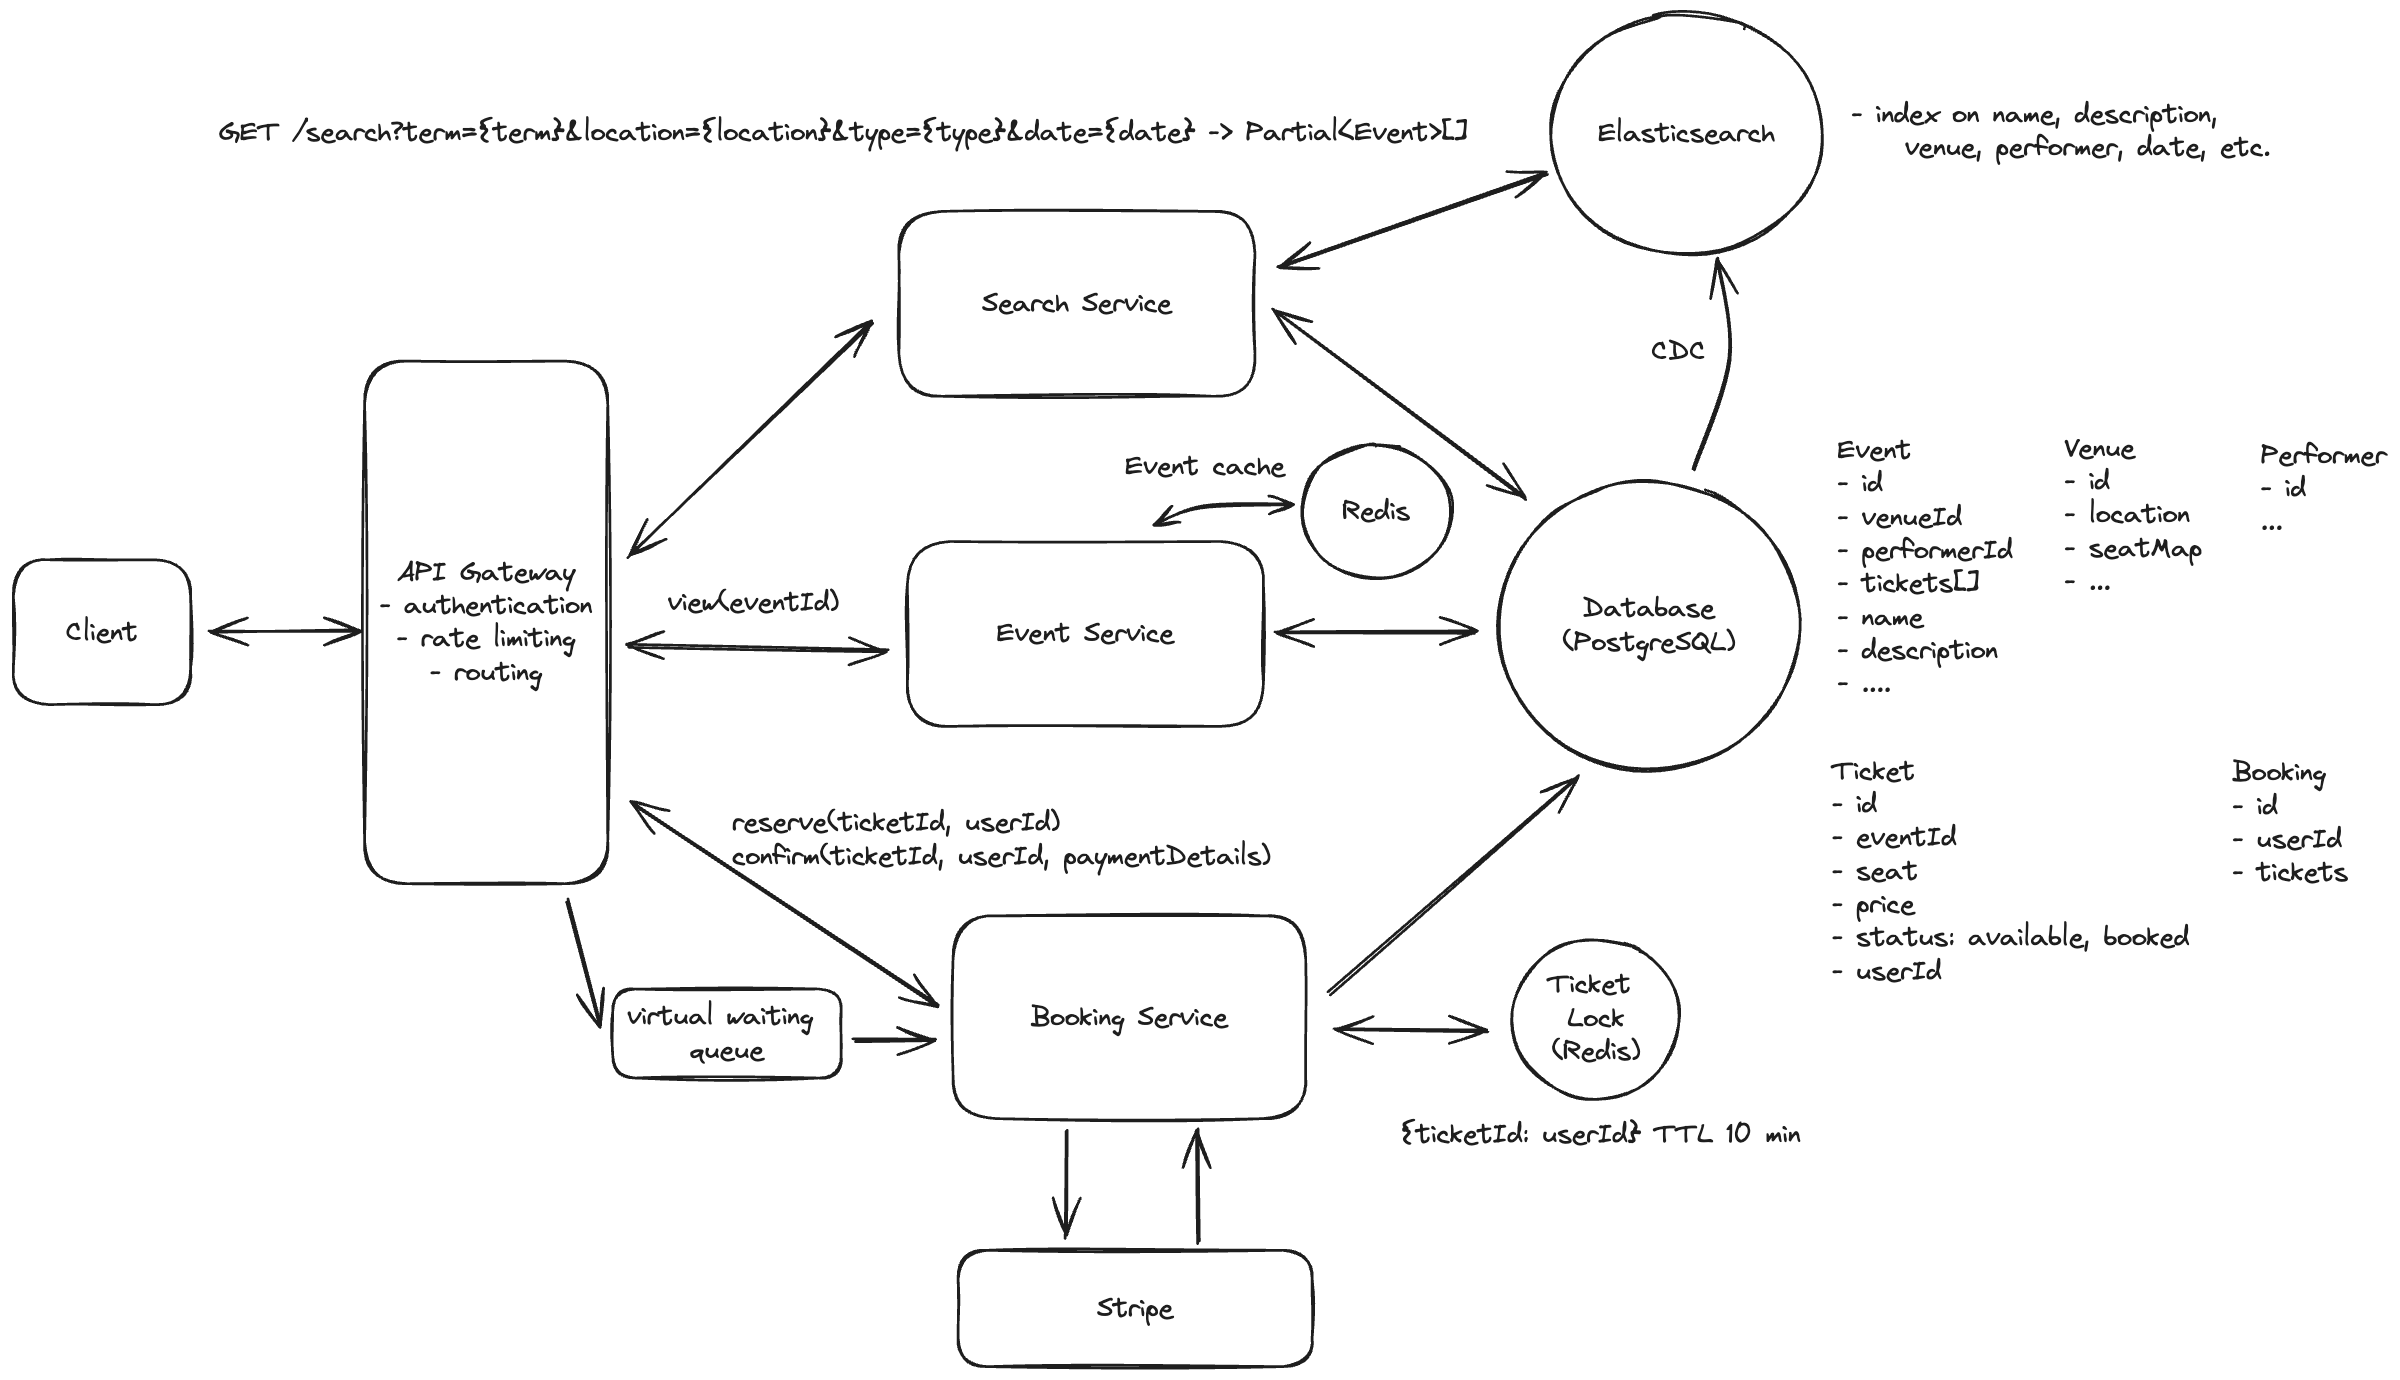 GET /search?term={term}&location={location}&type={type}&date={date} -> Partial<Event>[]
Elasticsearch
- index on name, description,
venue, performer, date, etc.
Search Service
CDC
Event cache
Redis
Client
API Gateway
- authentication
- rate limiting
- routing
view(eventId)
Event Service
Database
(PostgreSQL)
Event
- id
- venueId
- performerId
- tickets[]
- name
- description
- ....
Venue
- id
- location
- seatMap
- ...
Performer
- id
...
reserve(ticketId, userId)
confirm(ticketId, userId, paymentDetails)
Ticket
- id
- eventId
- seat
- price
- status: available, booked
- userId
Booking
- id
- userId
- tickets
virtual waiting
queue
Booking Service
Ticket
Lock
(Redis)
{ticketId: userId} TTL 10 min
Stripe